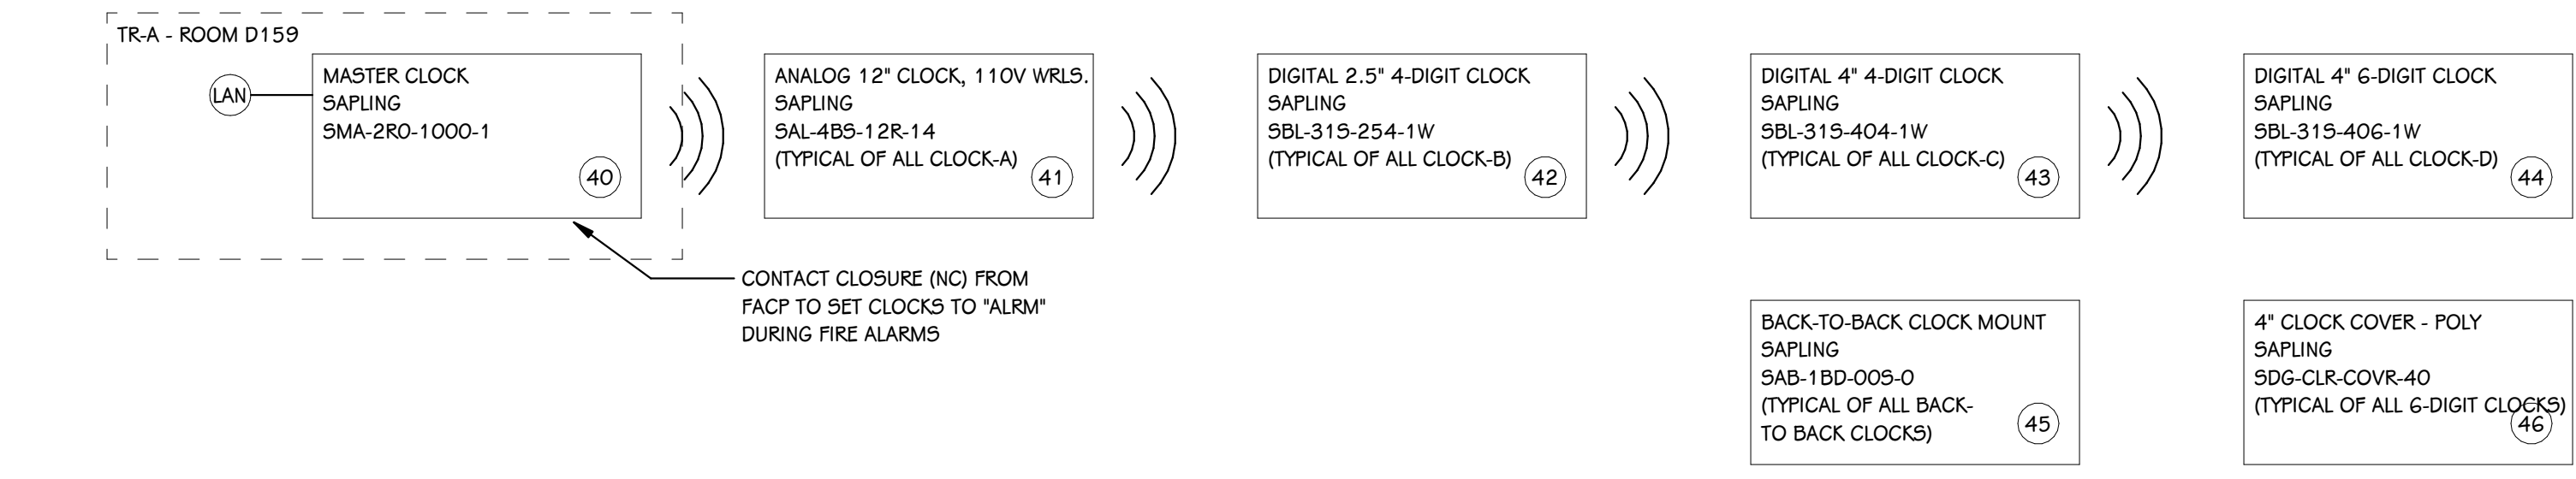 TR-A - ROOM D159
LAN
MASTER CLOCK
SAPLING
SMA-2R0-1000-1
40
ANALOG 12" CLOCK, 110V WRLS.
SAPLING
SAL-4BS-12R-14
(TYPICAL OF ALL CLOCK-A)
41
DIGITAL 2.5" 4-DIGIT CLOCK
SAPLING
SBL-31S-254-1W
(TYPICAL OF ALL CLOCK-B)
42
DIGITAL 4" 4-DIGIT CLOCK
SAPLING
SBL-31S-404-1W
(TYPICAL OF ALL CLOCK-C)
43
DIGITAL 4" 6-DIGIT CLOCK
SAPLING
SBL-31S-406-1W
(TYPICAL OF ALL CLOCK-D)
44
CONTACT CLOSURE (NC) FROM
FACP TO SET CLOCKS TO "ALRM"
DURING FIRE ALARMS
BACK-TO-BACK CLOCK MOUNT
SAPLING
SAB-1BD-00S-0
(TYPICAL OF ALL BACK-
TO BACK CLOCKS)
45
4" CLOCK COVER - POLY
SAPLING
SDG-CLR-COVR-40
(TYPICAL OF ALL 6-DIGIT CLOCKS)
46